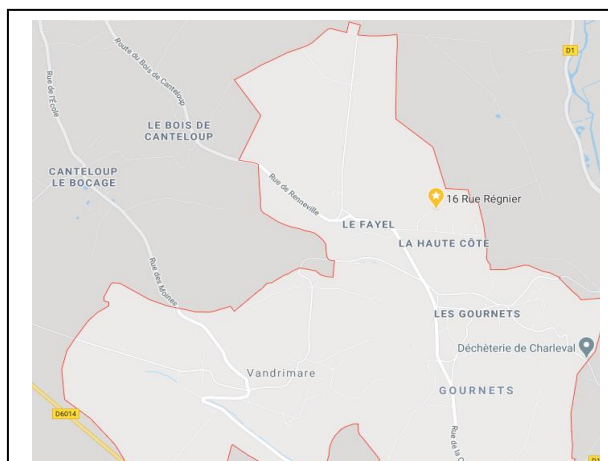 D1
Route du Bois de Canteloup
Rue de l'École
LE BOIS DE
CANTELOUP
CANTELOUP
LE BOCAGE
Rue de Renneville
16 Rue Régnier
LE FAYEL
LA HAUTE CÔTE
Rue des Moines
LES GOURNETS
Déchèterie de Charleval
Vandrimare
GOURNETS
D6014
Rue de la C
D1